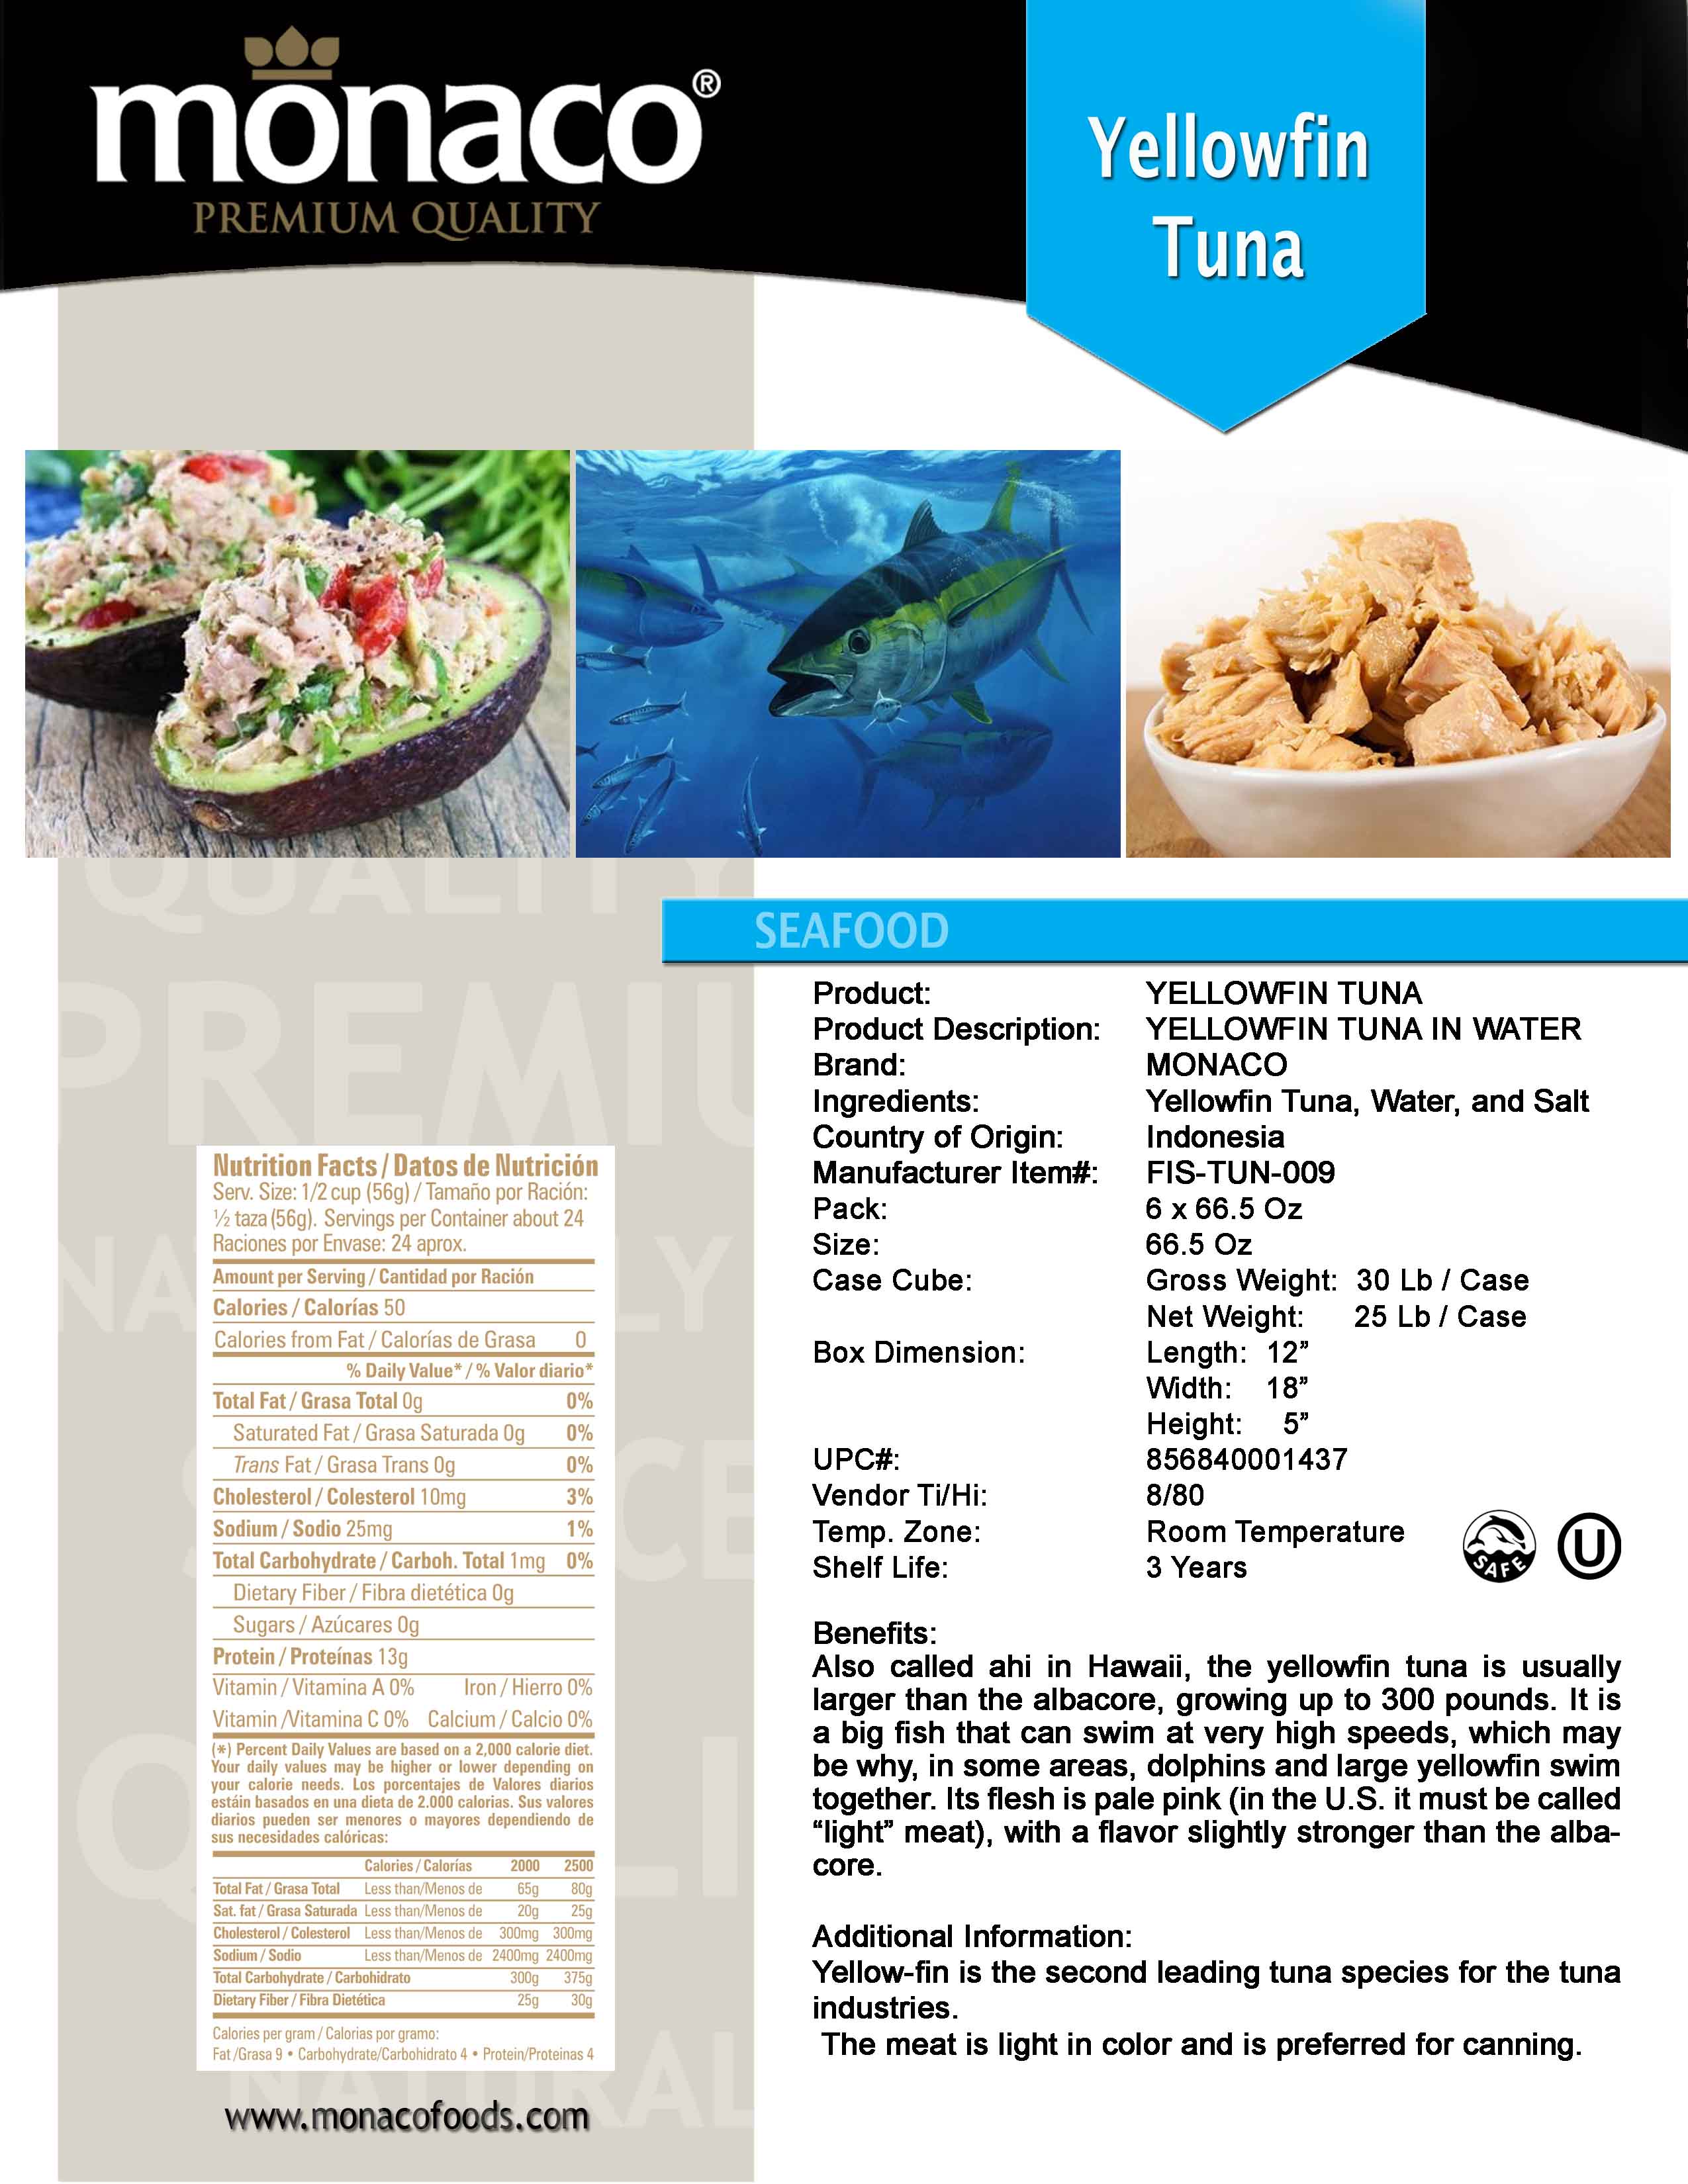 monaco®
PREMIUM QUALITY
Yellowfin
Tuna
QUALITY
SEAFOOD
PREMIU
Product: YELLOWFIN TUNA
Product Description: YELLOWFIN TUNA IN WATER
Brand: MONACO
Ingredients: Yellowfin Tuna, Water, and Salt
Country of Origin: Indonesia
Manufacturer Item#: FIS-TUN-009
Pack: 6 x 66.5 Oz
Size: 66.5 Oz
Case Cube: Gross Weight: 30 Lb / Case
Net Weight: 25 Lb / Case
Box Dimension: Length: 12”
Width: 18”
Height: 5”
UPC#: 856840001437
Vendor Ti/Hi: 8/80
Temp. Zone: Room Temperature
Shelf Life: 3 Years
SAFE
U
Benefits:
Also called ahi in Hawaii, the yellowfin tuna is usually
larger than the albacore, growing up to 300 pounds. It is
a big fish that can swim at very high speeds, which may
be why, in some areas, dolphins and large yellowfin swim
together. Its flesh is pale pink (in the U.S. it must be called
“light” meat), with a flavor slightly stronger than the alba-
core.
Additional Information:
Yellow-fin is the second leading tuna species for the tuna
industries.
The meat is light in color and is preferred for canning.
Nutrition Facts / Datos de Nutrición
Serv. Size: 1/2 cup (56g) / Tamaño por Ración:
½ taza (56g). Servings per Container about 24
Raciones por Envase: 24 aprox.
Amount per Serving / Cantidad por Ración
Calories / Calorías 50
Calories from Fat / Calorías de Grasa 0
% Daily Value* / % Valor diario*
Total Fat / Grasa Total 0g 0%
Saturated Fat / Grasa Saturada 0g 0%
Trans Fat / Grasa Trans 0g 0%
Cholesterol / Colesterol 10mg 3%
Sodium / Sodio 25mg 1%
Total Carbohydrate / Carboh. Total 1mg 0%
Dietary Fiber / Fibra dietética 0g
Sugars / Azúcares 0g
Protein / Proteínas 13g
Vitamin / Vitamina A 0% Iron / Hierro 0%
Vitamin /Vitamina C 0% Calcium / Calcio 0%
(*) Percent Daily Values are based on a 2,000 calorie diet.
Your daily values may be higher or lower depending on
your calorie needs. Los porcentajes de Valores diarios
estáin basados en una dieta de 2.000 calorias. Sus valores
diarios pueden ser menores o mayores dependiendo de
sus necesidades calóricas:
Calories / Calorías 2000 2500
Total Fat / Grasa Total Less than/Menos de 65g 80g
Sat. fat / Grasa Saturada Less than/Menos de 20g 25g
Cholesterol / Colesterol Less than/Menos de 300mg 300mg
Sodium / Sodio Less than/Menos de 2400mg 2400mg
Total Carbohydrate / Carbohidrato 300g 375g
Dietary Fiber / Fibra Dietética 25g 30g
Calories per gram / Calorias por gramo:
Fat /Grasa 9 • Carbohydrate/Carbohidrato 4 • Protein/Proteinas 4
NATURAL
www.monacofoods.com